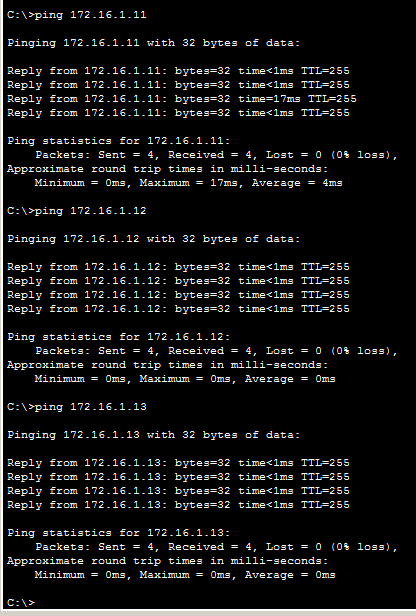 C:\>ping 172.16.1.11
Pinging 172.16.1.11 with 32 bytes of data:
Reply from 172.16.1.11: bytes=32 time<1ms TTL=255
Reply from 172.16.1.11: bytes=32 time<1ms TTL=255
Reply from 172.16.1.11: bytes=32 time=17ms TTL=255
Reply from 172.16.1.11: bytes=32 time<1ms TTL=255
Ping statistics for 172.16.1.11:
    Packets: Sent = 4, Received = 4, Lost = 0 (0% loss),
Approximate round trip times in milli-seconds:
    Minimum = 0ms, Maximum = 17ms, Average = 4ms
C:\>ping 172.16.1.12
Pinging 172.16.1.12 with 32 bytes of data:
Reply from 172.16.1.12: bytes=32 time<1ms TTL=255
Reply from 172.16.1.12: bytes=32 time<1ms TTL=255
Reply from 172.16.1.12: bytes=32 time<1ms TTL=255
Reply from 172.16.1.12: bytes=32 time<1ms TTL=255
Ping statistics for 172.16.1.12:
    Packets: Sent = 4, Received = 4, Lost = 0 (0% loss),
Approximate round trip times in milli-seconds:
    Minimum = 0ms, Maximum = 0ms, Average = 0ms
C:\>ping 172.16.1.13
Pinging 172.16.1.13 with 32 bytes of data:
Reply from 172.16.1.13: bytes=32 time<1ms TTL=255
Reply from 172.16.1.13: bytes=32 time<1ms TTL=255
Reply from 172.16.1.13: bytes=32 time<1ms TTL=255
Reply from 172.16.1.13: bytes=32 time<1ms TTL=255
Ping statistics for 172.16.1.13:
    Packets: Sent = 4, Received = 4, Lost = 0 (0% loss),
Approximate round trip times in milli-seconds:
    Minimum = 0ms, Maximum = 0ms, Average = 0ms
C:\>